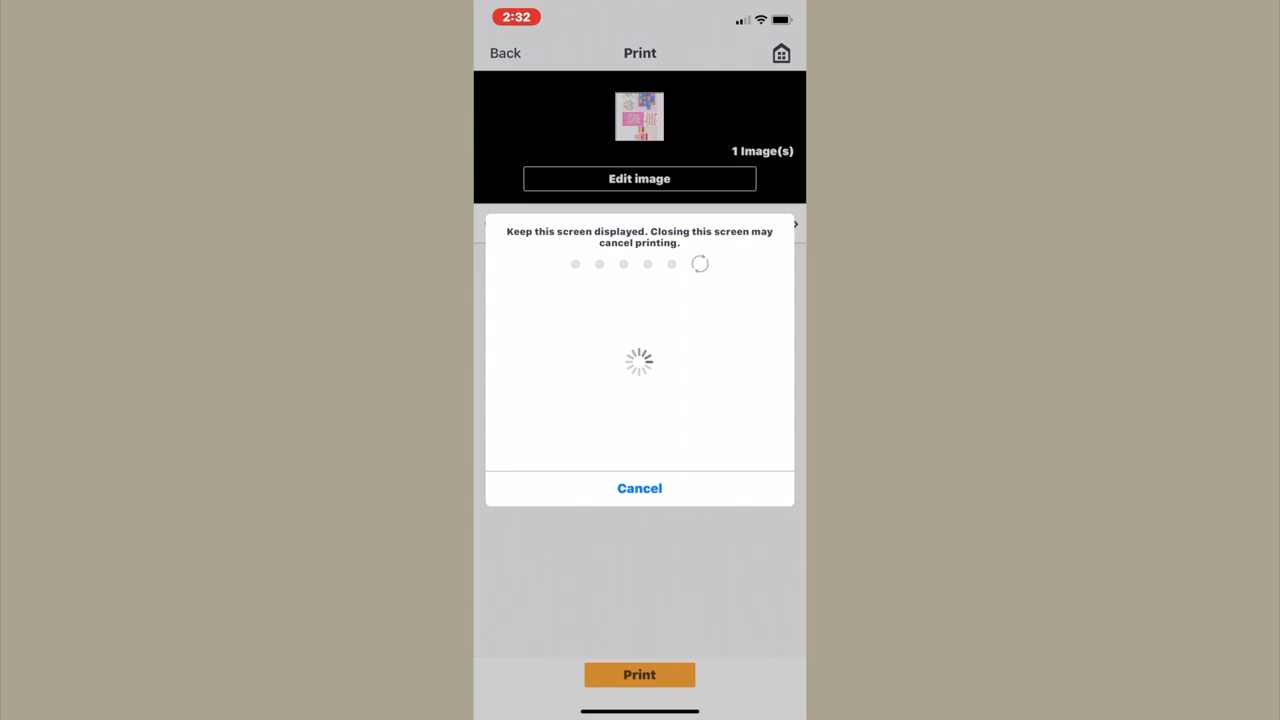 2:32
Back
Print
1 Image(s)
Edit image
Keep this screen displayed. Closing this screen may
cancel printing.
Cancel
Print